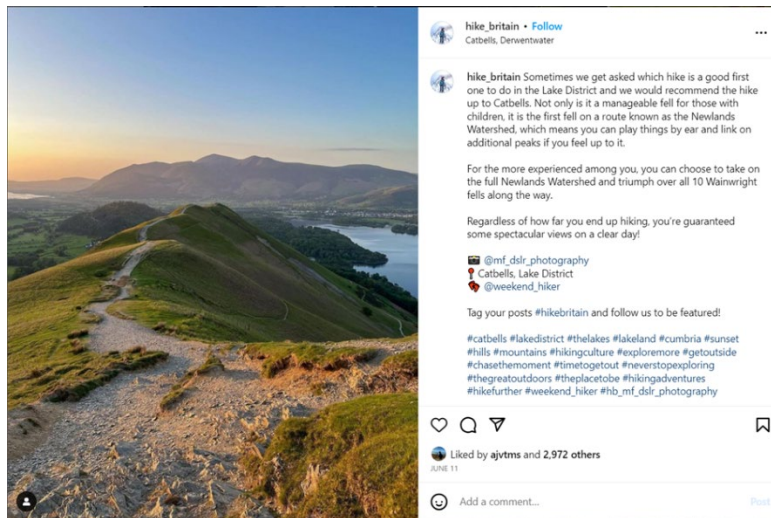 hike_britain • Follow
Catbells, Derwentwater
hike_britain Sometimes we get asked which hike is a good first
one to do in the Lake District and we would recommend the hike
up to Catbells. Not only is it a manageable fell for those with
children, it is the first fell on a route known as the Newlands
Watershed, which means you can play things by ear and link on
additional peaks if you feel up to it.
For the more experienced among you, you can choose to take on
the full Newlands Watershed and triumph over all 10 Wainwright
fells along the way.
Regardless of how far you end up hiking, you're guaranteed
some spectacular views on a clear day!
📷 @mf_dslr_photography
📍 Catbells, Lake District
@weekend_hiker
Tag your posts #hikebritain and follow us to be featured!
#catbells #lakedistrict #thelakes #lakeland #cumbria #sunset
#hills #mountains #hikingculture #exploremore #getoutside
#chasethemoment #timetogetout #neverstopexploring
#thegreatoutdoors #theplacetobe #hikingadventures
#hikefurther #weekend_hiker #hb_mf_dslr_photography
Liked by ajvtms and 2,972 others
JUNE 11
Add a comment...
Post